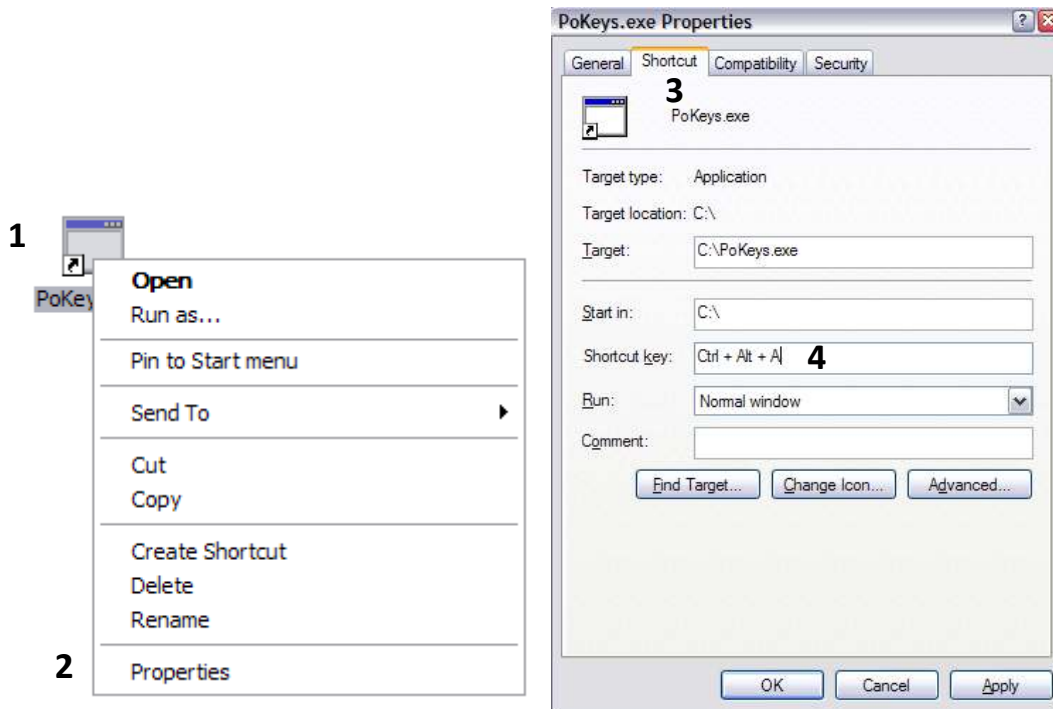 1
PoKey
Open
Run as...
Pin to Start menu
Send To
Cut
Copy
Create Shortcut
Delete
Rename
2
Properties
PoKeys.exe Properties
General Shortcut Compatibility Security
3
PoKeys.exe
Target type: Application
Target location: C:\
Target: C:\PoKeys.exe
Start in: C:\
Shortcut key: Ctrl + Alt + A 4
Run: Normal window
Comment:
Find Target... Change Icon... Advanced...
OK Cancel Apply